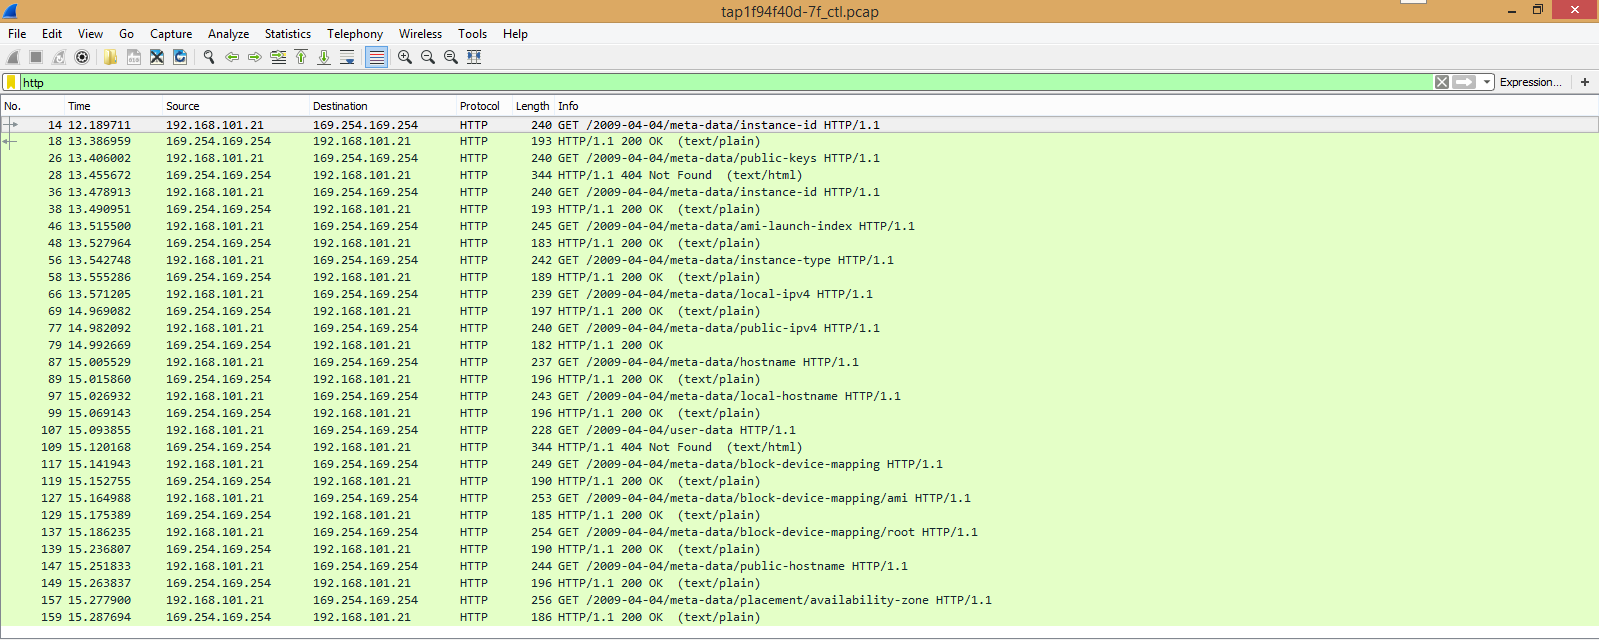 tap1f94f40d-7f_ctl.pcap
File Edit View Go Capture Analyze Statistics Telephony Wireless Tools Help
http Expression... +
No. Time Source Destination Protocol Length Info
14 12.189711 192.168.101.21 169.254.169.254 HTTP 240 GET /2009-04-04/meta-data/instance-id HTTP/1.1
18 13.386959 169.254.169.254 192.168.101.21 HTTP 193 HTTP/1.1 200 OK (text/plain)
26 13.406002 192.168.101.21 169.254.169.254 HTTP 240 GET /2009-04-04/meta-data/public-keys HTTP/1.1
28 13.455672 169.254.169.254 192.168.101.21 HTTP 344 HTTP/1.1 404 Not Found (text/html)
36 13.478913 192.168.101.21 169.254.169.254 HTTP 240 GET /2009-04-04/meta-data/instance-id HTTP/1.1
38 13.490951 169.254.169.254 192.168.101.21 HTTP 193 HTTP/1.1 200 OK (text/plain)
46 13.515500 192.168.101.21 169.254.169.254 HTTP 245 GET /2009-04-04/meta-data/ami-launch-index HTTP/1.1
48 13.527964 169.254.169.254 192.168.101.21 HTTP 183 HTTP/1.1 200 OK (text/plain)
56 13.542748 192.168.101.21 169.254.169.254 HTTP 242 GET /2009-04-04/meta-data/instance-type HTTP/1.1
58 13.555286 169.254.169.254 192.168.101.21 HTTP 189 HTTP/1.1 200 OK (text/plain)
66 13.571205 192.168.101.21 169.254.169.254 HTTP 239 GET /2009-04-04/meta-data/local-ipv4 HTTP/1.1
69 14.969082 169.254.169.254 192.168.101.21 HTTP 197 HTTP/1.1 200 OK (text/plain)
77 14.982092 192.168.101.21 169.254.169.254 HTTP 240 GET /2009-04-04/meta-data/public-ipv4 HTTP/1.1
79 14.992669 169.254.169.254 192.168.101.21 HTTP 182 HTTP/1.1 200 OK
87 15.005529 192.168.101.21 169.254.169.254 HTTP 237 GET /2009-04-04/meta-data/hostname HTTP/1.1
89 15.015860 169.254.169.254 192.168.101.21 HTTP 196 HTTP/1.1 200 OK (text/plain)
97 15.026932 192.168.101.21 169.254.169.254 HTTP 243 GET /2009-04-04/meta-data/local-hostname HTTP/1.1
99 15.069143 169.254.169.254 192.168.101.21 HTTP 196 HTTP/1.1 200 OK (text/plain)
107 15.093855 192.168.101.21 169.254.169.254 HTTP 228 GET /2009-04-04/user-data HTTP/1.1
109 15.120168 169.254.169.254 192.168.101.21 HTTP 344 HTTP/1.1 404 Not Found (text/html)
117 15.141943 192.168.101.21 169.254.169.254 HTTP 249 GET /2009-04-04/meta-data/block-device-mapping HTTP/1.1
119 15.152755 169.254.169.254 192.168.101.21 HTTP 190 HTTP/1.1 200 OK (text/plain)
127 15.164988 192.168.101.21 169.254.169.254 HTTP 253 GET /2009-04-04/meta-data/block-device-mapping/ami HTTP/1.1
129 15.175389 169.254.169.254 192.168.101.21 HTTP 185 HTTP/1.1 200 OK (text/plain)
137 15.186235 192.168.101.21 169.254.169.254 HTTP 254 GET /2009-04-04/meta-data/block-device-mapping/root HTTP/1.1
139 15.236807 169.254.169.254 192.168.101.21 HTTP 190 HTTP/1.1 200 OK (text/plain)
147 15.251833 192.168.101.21 169.254.169.254 HTTP 244 GET /2009-04-04/meta-data/public-hostname HTTP/1.1
149 15.263837 169.254.169.254 192.168.101.21 HTTP 196 HTTP/1.1 200 OK (text/plain)
157 15.277900 192.168.101.21 169.254.169.254 HTTP 256 GET /2009-04-04/meta-data/placement/availability-zone HTTP/1.1
159 15.287694 169.254.169.254 192.168.101.21 HTTP 186 HTTP/1.1 200 OK (text/plain)